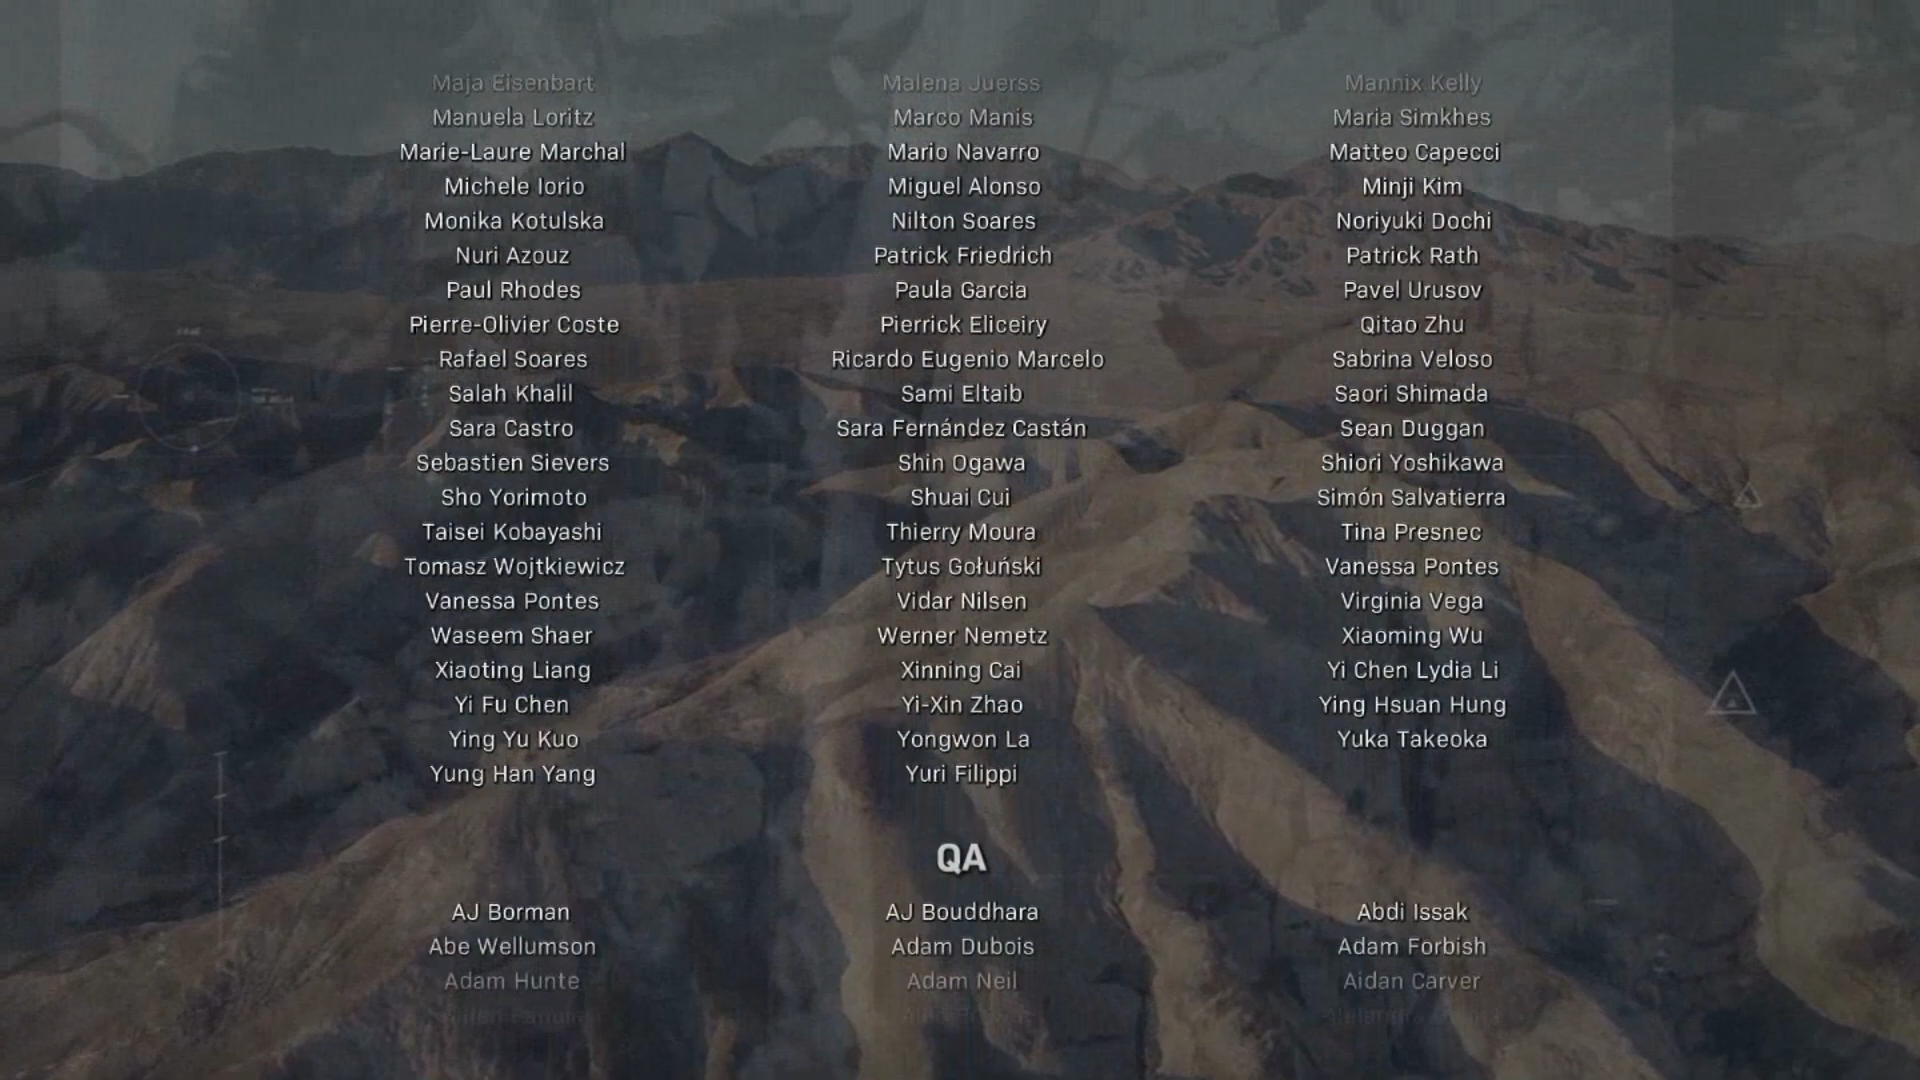 Maja Eisenbart Malena Juerss Mannix Kelly
Manuela Loritz Marco Manis Maria Simkhes
Marie-Laure Marchal Mario Navarro Matteo Capecci
Michele Iorio Miguel Alonso Minji Kim
Monika Kotulska Nilton Soares Noriyuki Dochi
Nuri Azouz Patrick Friedrich Patrick Rath
Paul Rhodes Paula Garcia Pavel Urusov
Pierre-Olivier Coste Pierrick Eliceiry Qitao Zhu
Rafael Soares Ricardo Eugenio Marcelo Sabrina Veloso
Salah Khalil Sami Eltaib Saori Shimada
Sara Castro Sara Fernández Castán Sean Duggan
Sebastien Sievers Shin Ogawa Shiori Yoshikawa
Sho Yorimoto Shuai Cui Simón Salvatierra
Taisei Kobayashi Thierry Moura Tina Presnec
Tomasz Wojtkiewicz Tytus Gołuński Vanessa Pontes
Vanessa Pontes Vidar Nilsen Virginia Vega
Waseem Shaer Werner Nemetz Xiaoming Wu
Xiaoting Liang Xinning Cai Yi Chen Lydia Li
Yi Fu Chen Yi-Xin Zhao Ying Hsuan Hung
Ying Yu Kuo Yongwon La Yuka Takeoka
Yung Han Yang Yuri Filippi
QA
AJ Borman AJ Bouddhara Abdi Issak
Abe Wellumson Adam Dubois Adam Forbish
Adam Hunte Adam Neil Aidan Carver